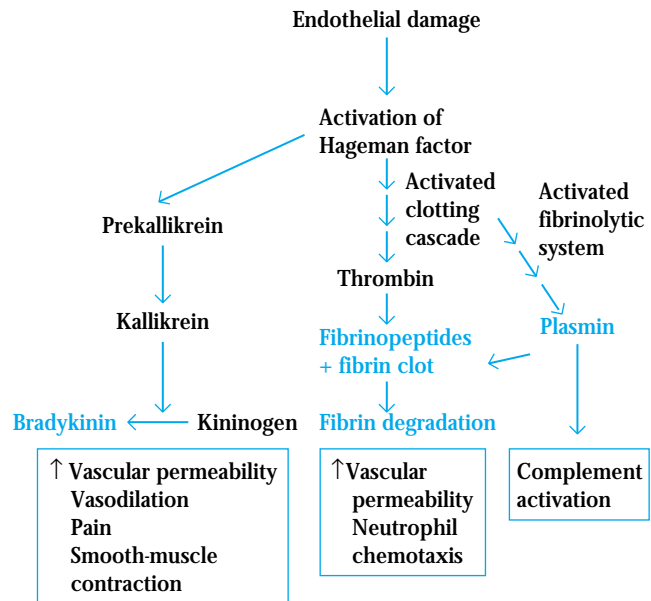 Endothelial damage
Activation of
Hageman factor
Activated
clotting
cascade
Activated
fibrinolytic
system
Prekallikrein
Thrombin
Kallikrein
Fibrinopeptides
+ fibrin clot
Plasmin
Bradykinin
Kininogen
Fibrin degradation
↑ Vascular permeability
Vasodilation
Pain
Smooth-muscle
contraction
↑ Vascular
permeability
Neutrophil
chemotaxis
Complement
activation